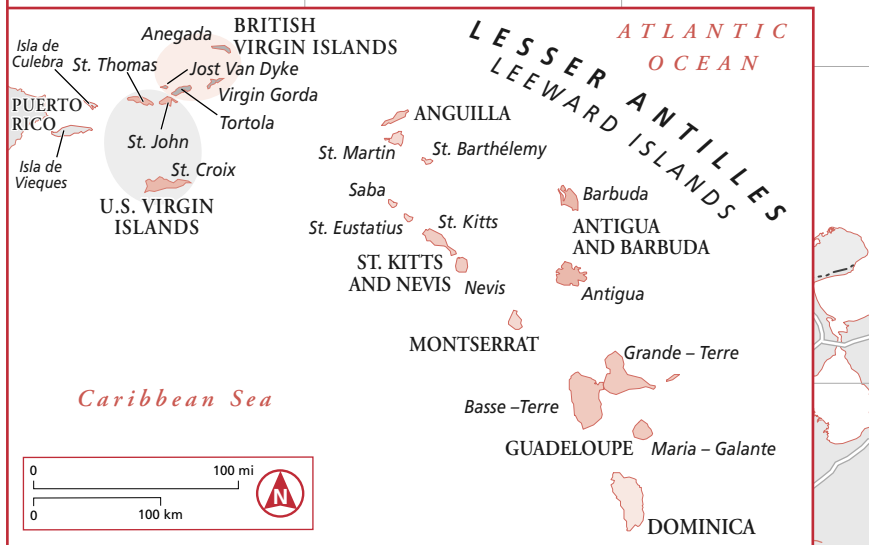 BRITISH
VIRGIN ISLANDS
Anegada
Isla de
Culebra
St. Thomas
Jost Van Dyke
Virgin Gorda
Tortola
PUERTO
RICO
St. John
Isla de
Vieques
St. Croix
U.S. VIRGIN
ISLANDS
LESSER ANTILLES
LEEWARD ISLANDS
ATLANTIC
OCEAN
ANGUILLA
St. Martin
St. Barthélemy
Saba
St. Eustatius
St. Kitts
ST. KITTS
AND NEVIS
Nevis
Barbuda
ANTIGUA
AND BARBUDA
Antigua
MONTSERRAT
Grande – Terre
Basse –Terre
GUADELOUPE
Maria – Galante
DOMINICA
Caribbean Sea
0 100 mi
0 100 km
N